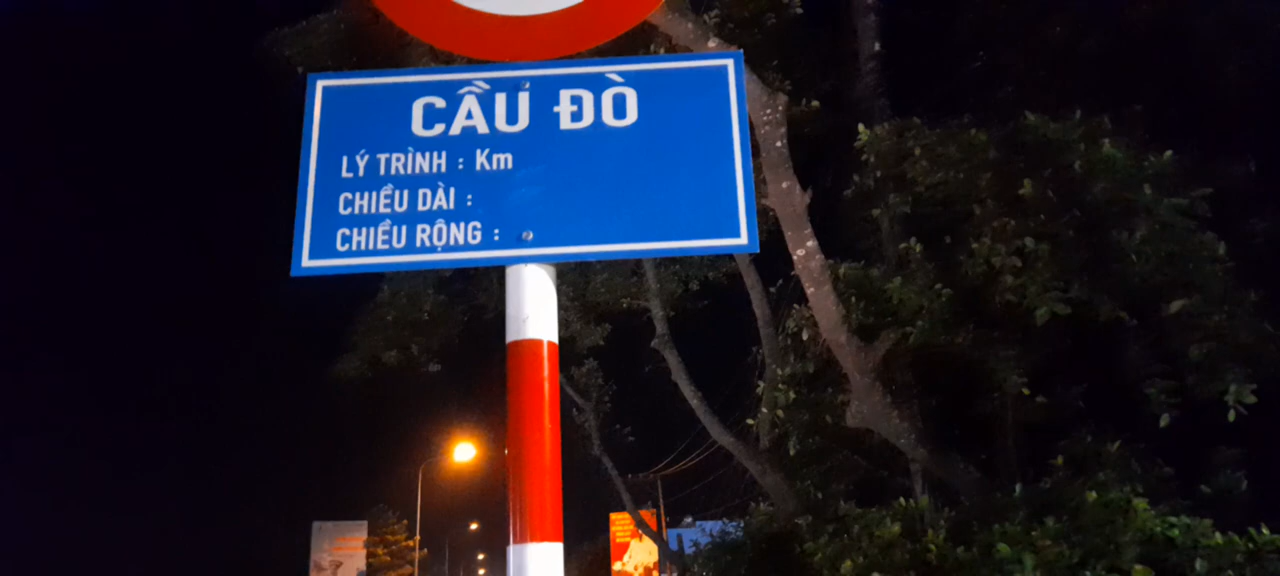 CẦU ĐÒ
LÝ TRÌNH : Km
CHIỀU DÀI :
CHIỀU RỘNG :